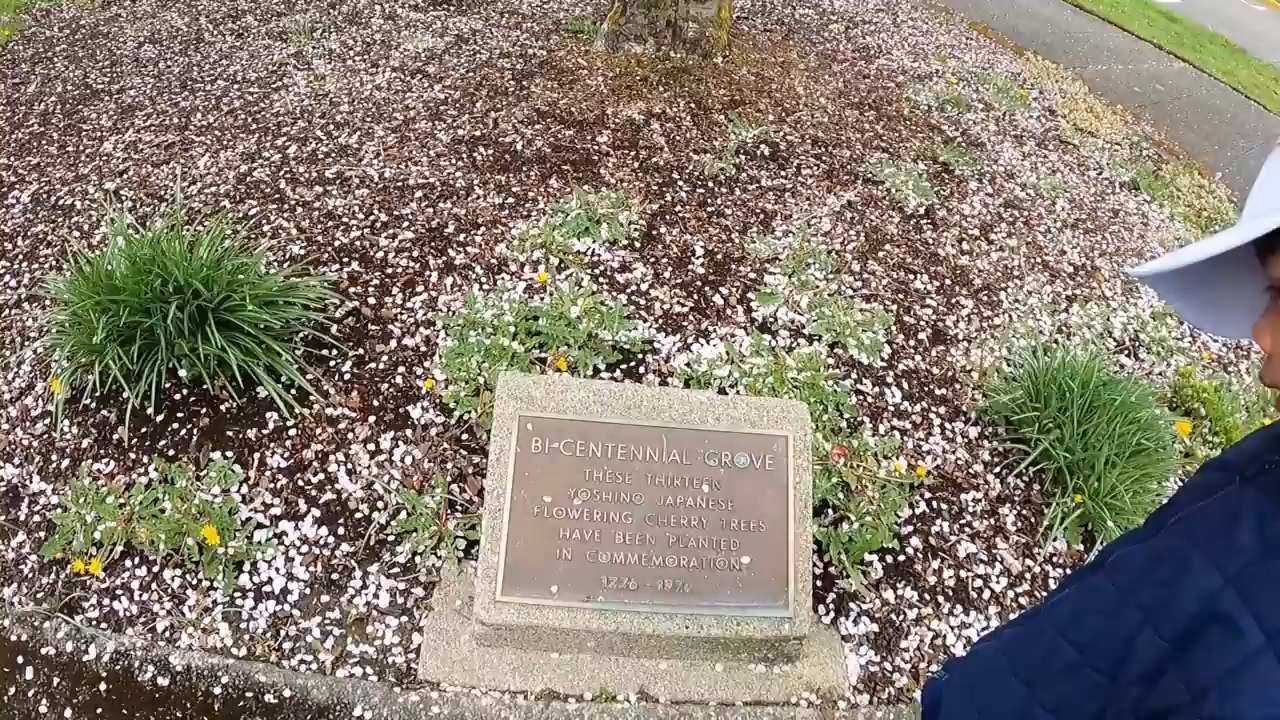 BI-CENTENNIAL GROVE
THESE THIRTEEN
YOSHINO JAPANESE
FLOWERING CHERRY TREES
HAVE BEEN PLANTED
IN COMMEMORATION
1776 - 1976